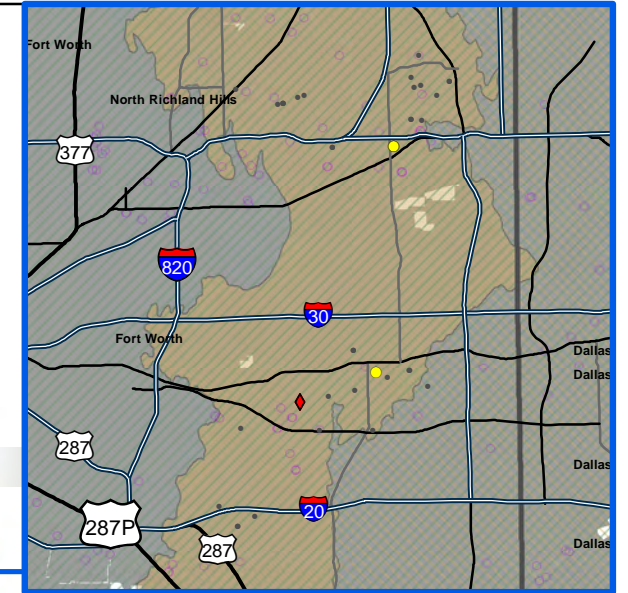 Fort Worth
North Richland Hills
377
820
30
Fort Worth
Dallas
Dallas
287
Dallas
20
287P
287
Dallas